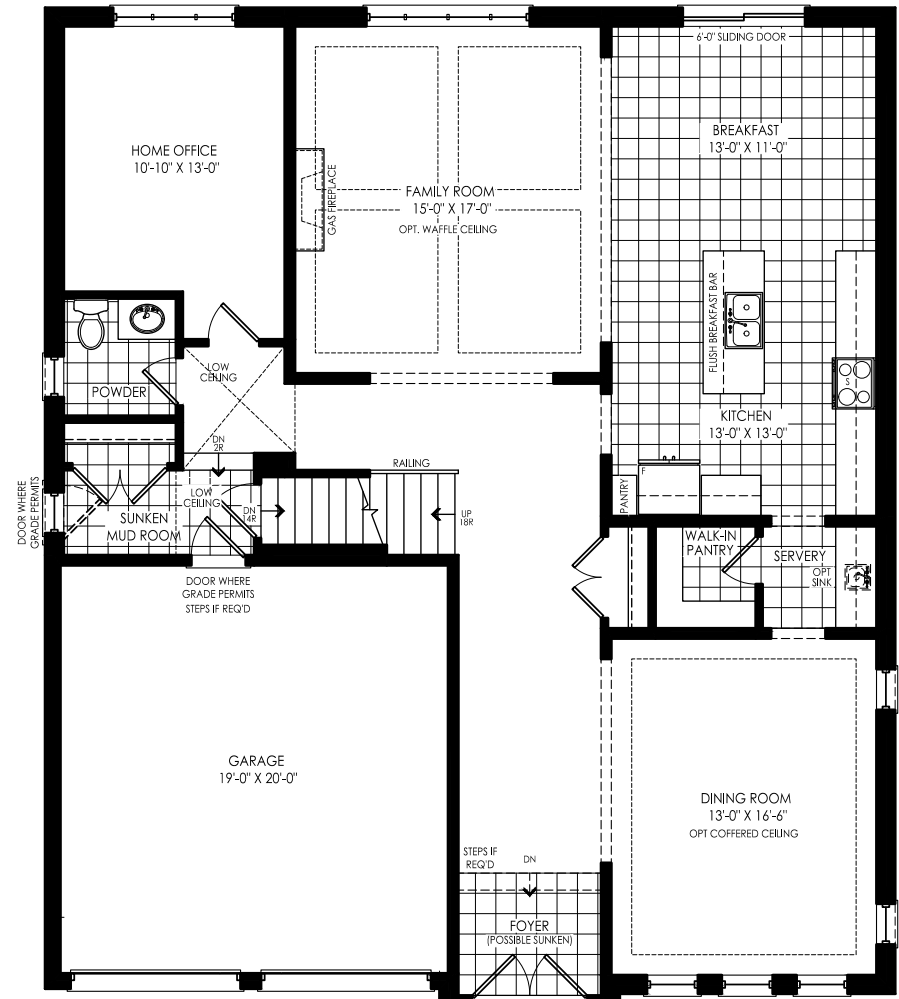 6'-0" SLIDING DOOR
HOME OFFICE
10'-10" X 13'-0"
BREAKFAST
13'-0" X 11'-0"
GAS FIREPLACE
FAMILY ROOM
15'-0" X 17'-0"
OPT. WAFFLE CEILING
FLUSH BREAKFAST BAR
LOW
CEILING
POWDER
S
KITCHEN
13'-0" X 13'-0"
DN
2R
RAILING
F
PANTRY
DOOR WHERE
GRADE PERMITS
LOW
CEILING
SUNKEN
MUD ROOM
DN
14R
UP
18R
WALK-IN
PANTRY
SERVERY
OPT
SINK
DOOR WHERE
GRADE PERMITS
STEPS IF REQ'D
GARAGE
19'-0" X 20'-0"
DINING ROOM
13'-0" X 16'-6"
OPT COFFERED CEILING
STEPS IF
REQ'D
DN
FOYER
(POSSIBLE SUNKEN)